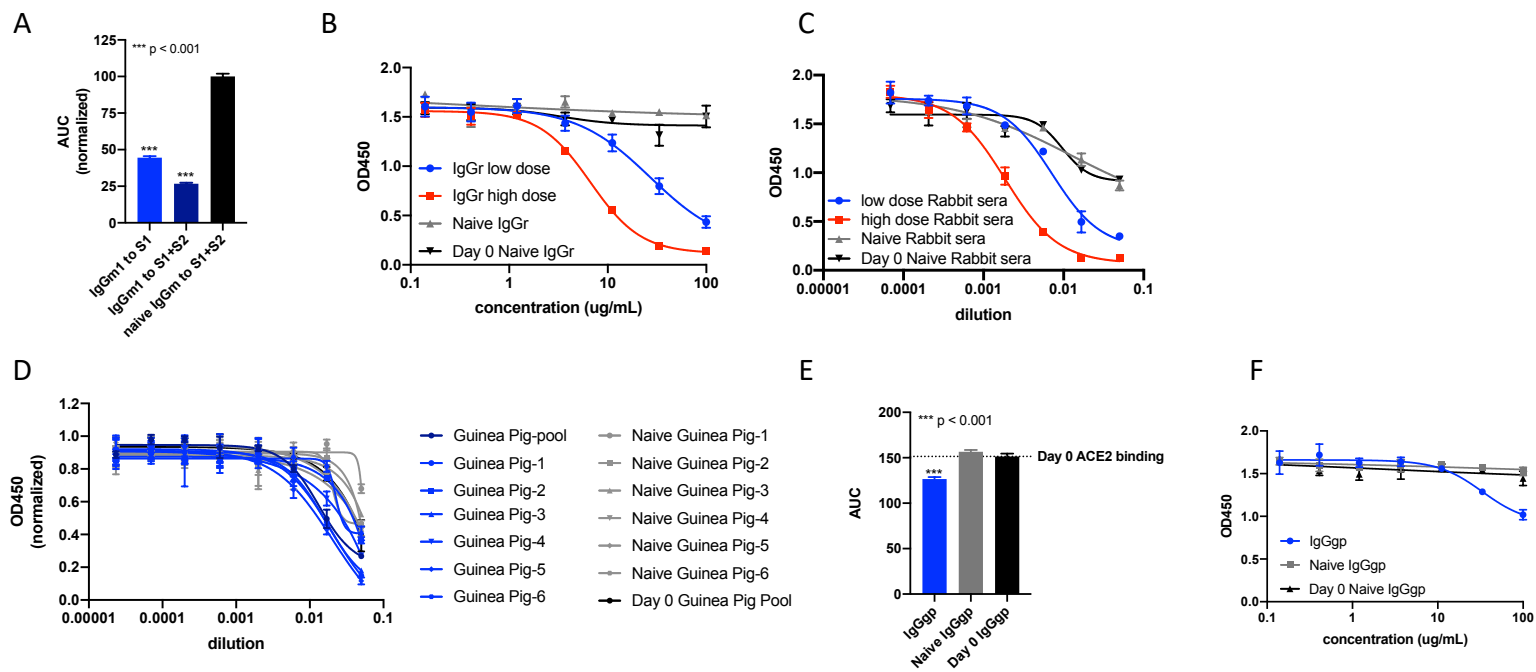 A
*** p < 0.001
125
100
75
50
25
0
AUC
(normalized)
***
***
IgGm1 to S1
IgGm1 to S1+S2
naive IgGm to S1+S2
B
2.0
1.5
1.0
0.5
0.0
OD450
IgGr low dose
IgGr high dose
Naive IgGr
Day 0 Naive IgGr
0.1
1
10
100
concentration (ug/mL)
C
2.0
1.5
1.0
0.5
0.0
OD450
low dose Rabbit sera
high dose Rabbit sera
Naive Rabbit sera
Day 0 Naive Rabbit sera
0.00001
0.0001
0.001
0.01
0.1
dilution
D
1.2
1.0
0.8
0.6
0.4
0.2
0.0
OD450
(normalized)
0.00001
0.0001
0.001
0.01
0.1
dilution
Guinea Pig-pool
Guinea Pig-1
Guinea Pig-2
Guinea Pig-3
Guinea Pig-4
Guinea Pig-5
Guinea Pig-6
Naive Guinea Pig-1
Naive Guinea Pig-2
Naive Guinea Pig-3
Naive Guinea Pig-4
Naive Guinea Pig-5
Naive Guinea Pig-6
Day 0 Guinea Pig Pool
E
*** p < 0.001
200
150
100
50
0
AUC
***
Day 0 ACE2 binding
IgGgp
Naive IgGgp
Day 0 IgGgp
F
2.0
1.5
1.0
0.5
0.0
OD450
IgGgp
Naive IgGgp
Day 0 Naive IgGgp
0.1
1
10
100
concentration (ug/mL)